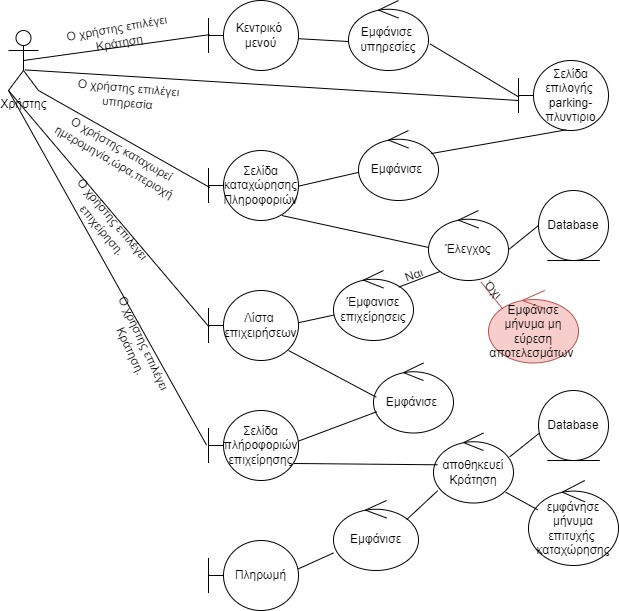 Ο χρήστης επιλέγει
Κράτηση
Κεντρικό
μενού
Εμφάνισε
υπηρεσίες
Χρήστης
Ο χρήστης επιλέγει
υπηρεσία
Σελίδα
επιλογής
parking-
πλυντιριο
Ο χρήστης καταχωρεί
ημερομηνία,ώρα,περιοχή
Σελίδα
καταχώρησης
Πληροφοριών
Εμφάνισε
Ο χρήστης επιλέγει
επιχείρηση.
Έλεγχος
Database
Ναι
Οχι
Λίστα
επιχειρήσεων
Έμφανισε
επιχείρησεις
Εμφάνισε
μήνυμα μη
εύρεση
αποτελεσμάτων
Ο χρήστης επιλέγει
Κράτηση.
Εμφάνισε
Σελίδα
πλήροφοριών
επιχείρησης
Database
αποθηκευεί
Κράτηση
εμφάνησε
μήνυμα
επιτυχής
καταχώρησης
Εμφάνισε
Πληρωμή